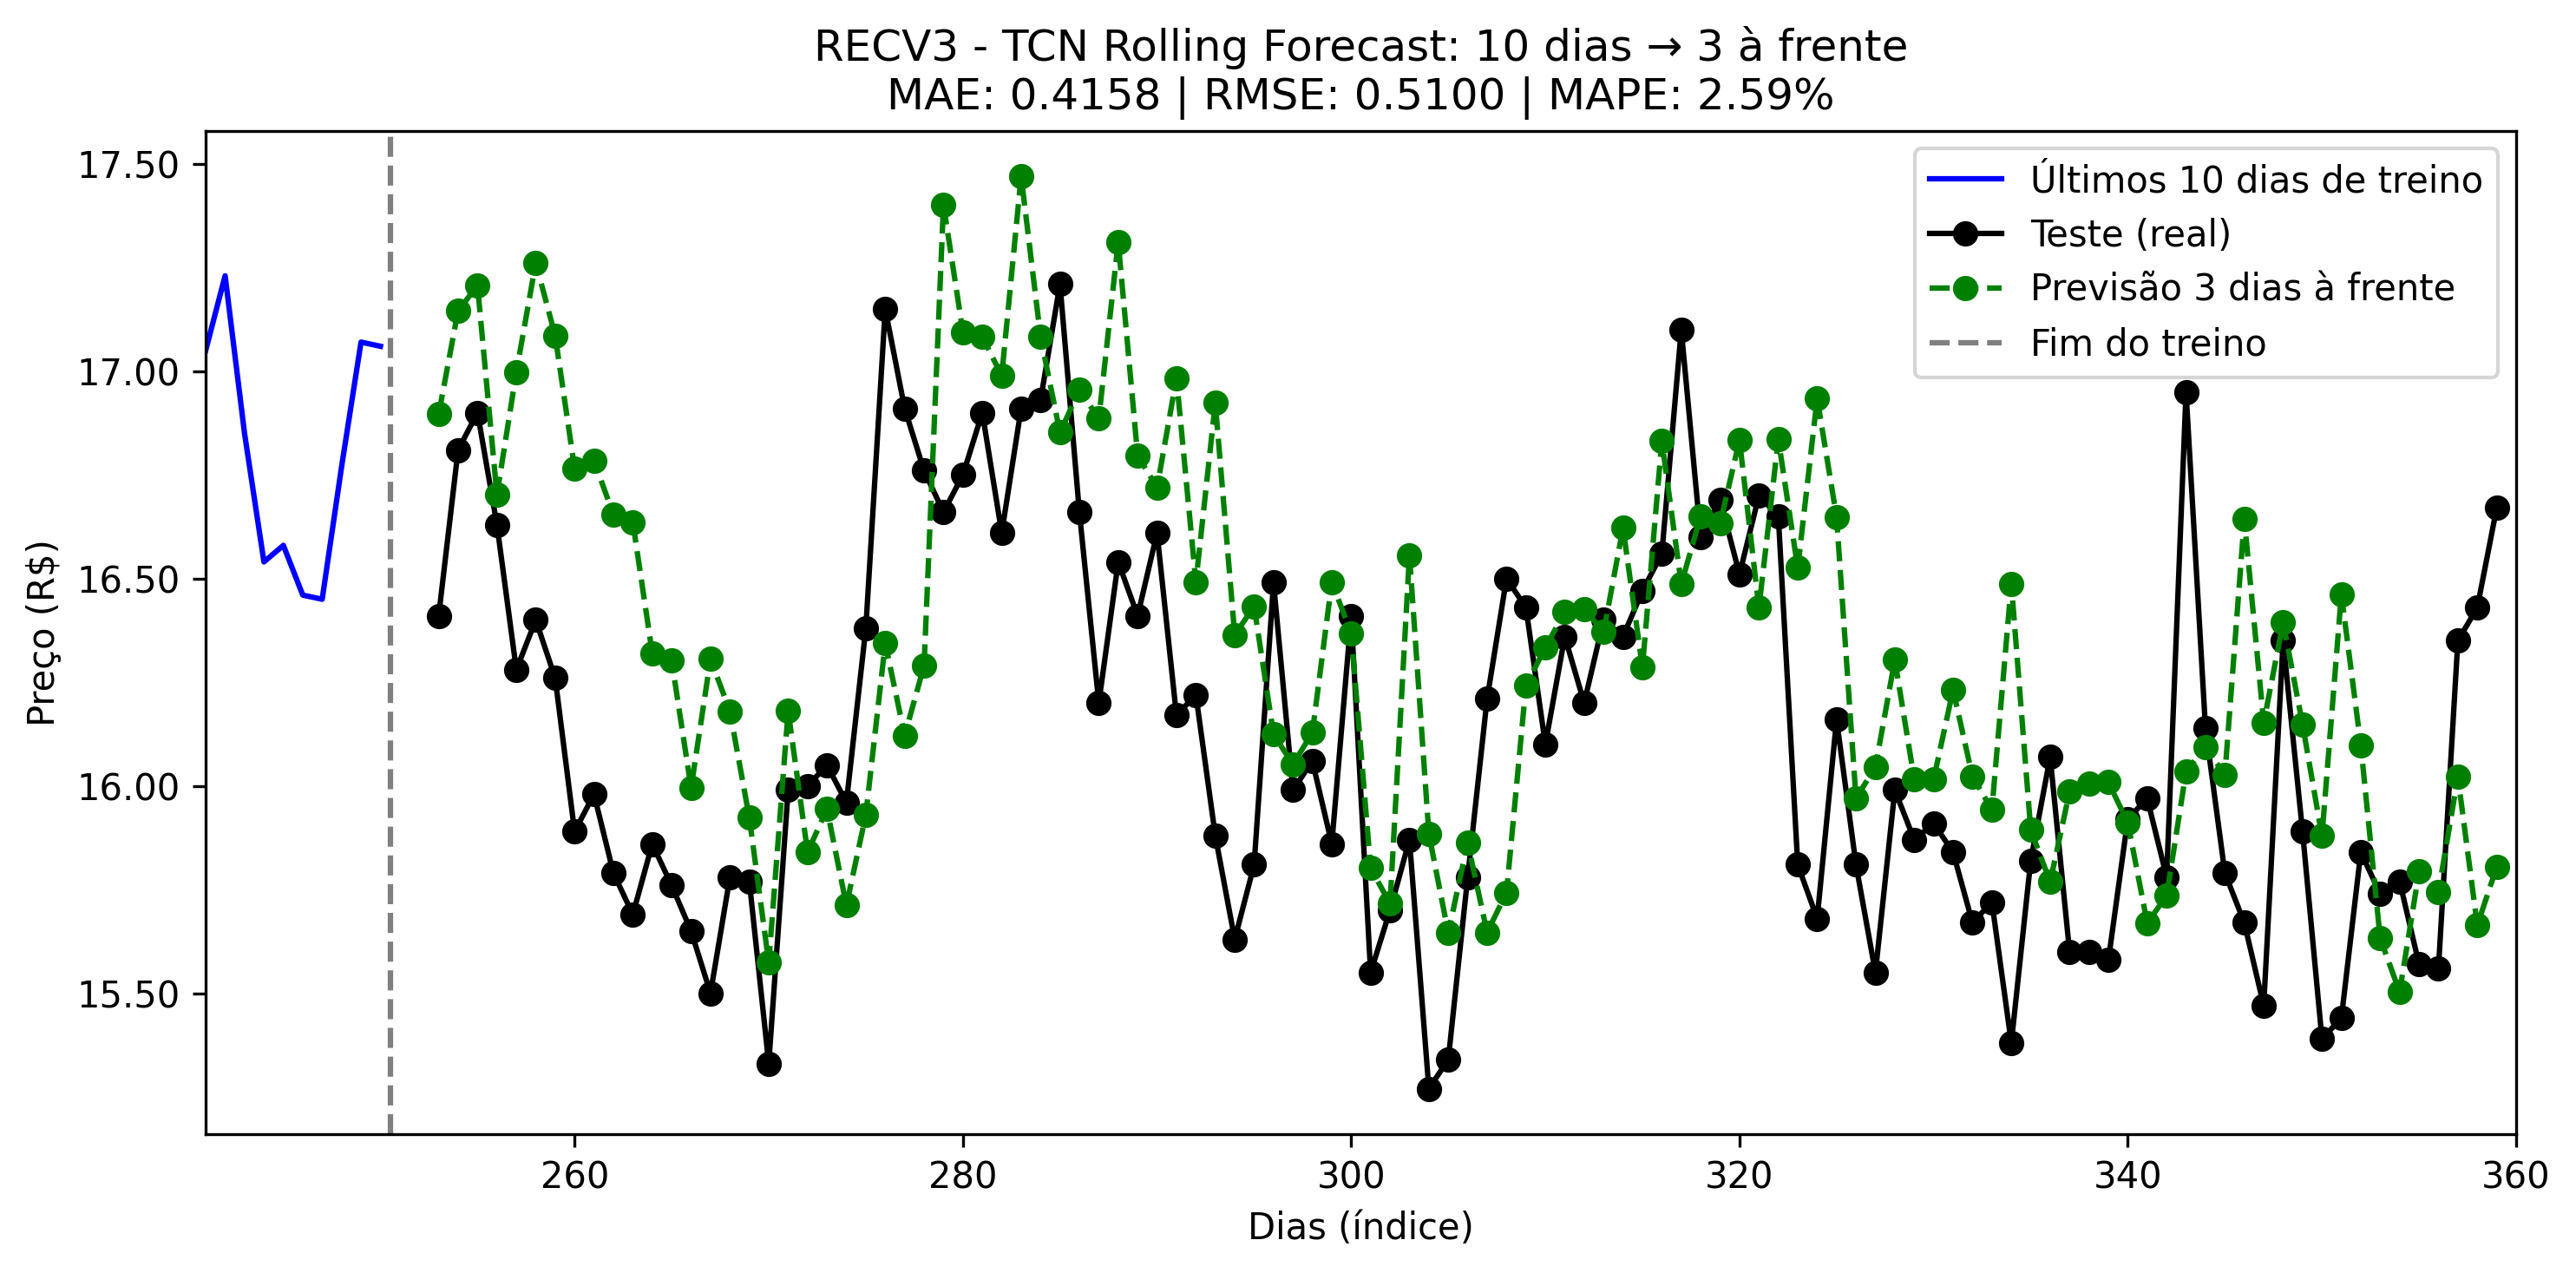 RECV3 - TCN Rolling Forecast: 10 dias → 3 à frente
MAE: 0.4158 | RMSE: 0.5100 | MAPE: 2.59%
Últimos 10 dias de treino
Teste (real)
Previsão 3 dias à frente
Fim do treino
Preço (R$)
17.50
17.00
16.50
16.00
15.50
260
280
300
320
340
360
Dias (índice)